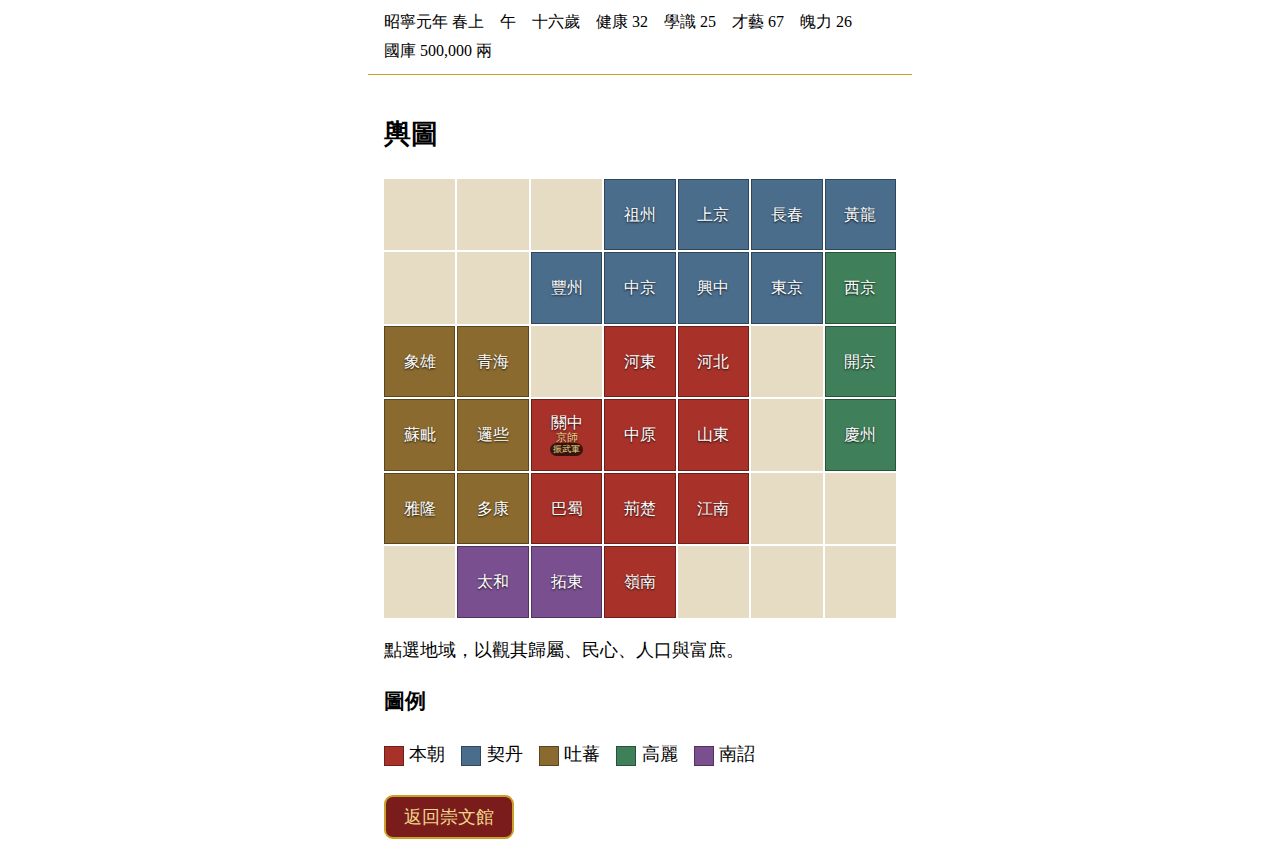 昭寧元年 春上　午　十六歲　健康 32　學識 25　才藝 67　魄力 26
國庫 500,000 兩
輿圖
祖州 上京 長春 黃龍
豐州 中京 興中 東京 西京
象雄 青海 河東 河北 開京
蘇毗 邏些 關中 中原 山東 慶州
京師
振武軍
雅隆 多康 巴蜀 荊楚 江南
太和 拓東 嶺南
點選地域，以觀其歸屬、民心、人口與富庶。
圖例
本朝 契丹 吐蕃 高麗 南詔
返回崇文館